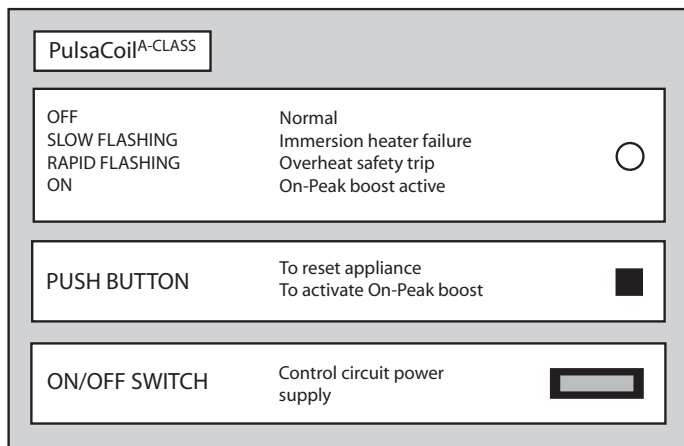 PulsaCoil A-CLASS
OFF Normal
SLOW FLASHING Immersion heater failure
RAPID FLASHING Overheat safety trip
ON On-Peak boost active
PUSH BUTTON To reset appliance
To activate On-Peak boost
ON/OFF SWITCH Control circuit power
supply